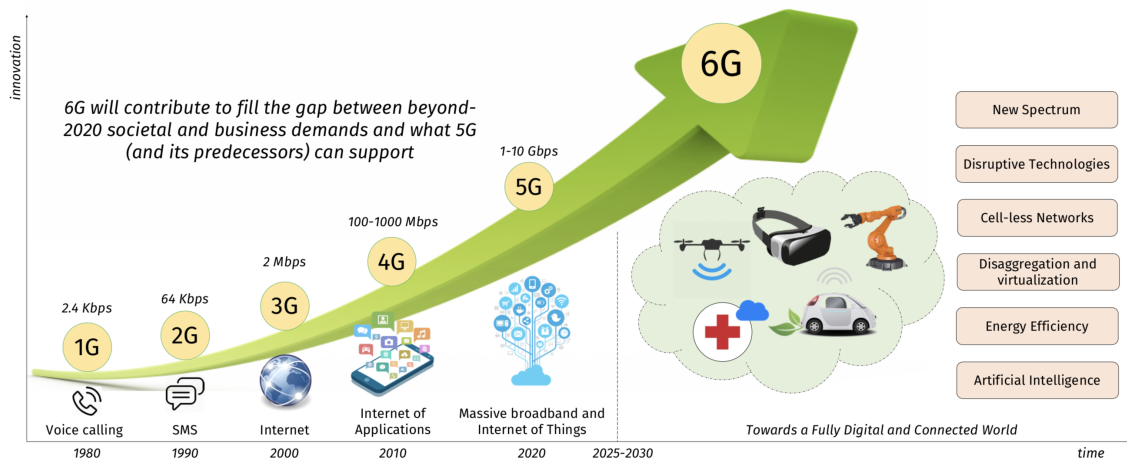 innovation
6G will contribute to fill the gap between beyond-
2020 societal and business demands and what 5G
(and its predecessors) can support
2.4 Kbps
1G
64 Kbps
2G
2 Mbps
3G
100-1000 Mbps
4G
1-10 Gbps
5G
6G
Voice calling
SMS
Internet
Internet of
Applications
Massive broadband and
Internet of Things
Towards a Fully Digital and Connected World
1980
1990
2000
2010
2020
2025-2030
time
New Spectrum
Disruptive Technologies
Cell-less Networks
Disaggregation and
virtualization
Energy Efficiency
Artificial Intelligence